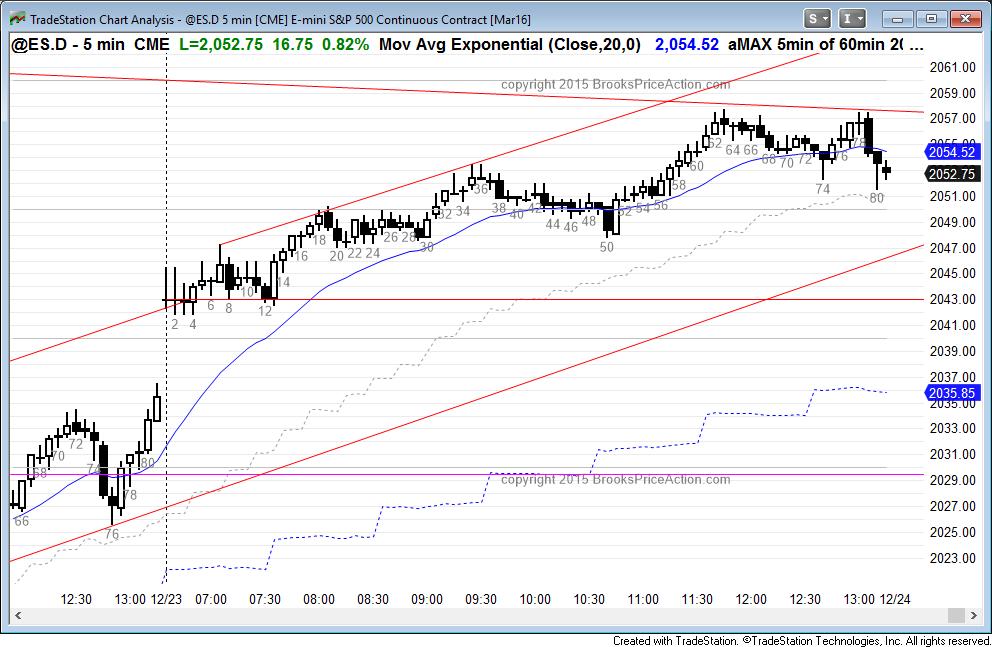 TradeStation Chart Analysis - @ES.D 5 min [CME] E-mini S&P 500 Continuous Contract [Mar16]
S I
@ES.D - 5 min CME L=2,052.75 16.75 0.82% Mov Avg Exponential (Close,20,0) 2,054.52 aMAX 5min of 60min 20 ...
copyright 2015 BrooksPriceAction.com
2061.00
2059.00
2057.00
2055.00
2054.52
2052.75
2051.00
2049.00
2047.00
2045.00
2043.00
2041.00
2039.00
2037.00
2035.85
2035.00
2033.00
2031.00
2029.00
2027.00
2025.00
2023.00
66 68 70 72 74 76 78 80
2 4 6 8 10 12 14 16 18 20 22 24 26 28 30 32 34 36 38 40 42 44 46 48 50 52 54 56 58 60 62 64 66 68 70 72 74 76 78 80
copyright 2015 BrooksPriceAction.com
12:30 13:00 12/23 07:00 07:30 08:00 08:30 09:00 09:30 10:00 10:30 11:00 11:30 12:00 12:30 13:00 12/24
Created with TradeStation. ©TradeStation Technologies, Inc. All rights reserved.